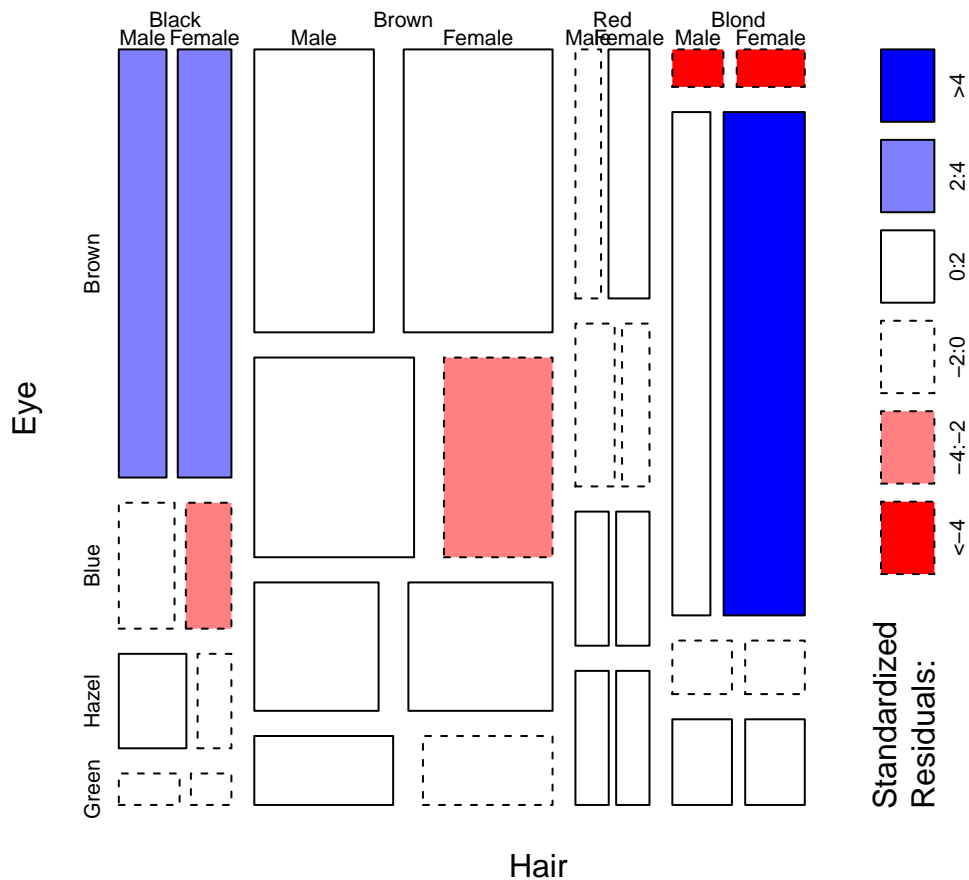 Black Brown Red Blond
Male Female Male Female Male Female Male Female
Brown
Blue
Hazel
Green
Eye
Hair
Standardized
Residuals:
<−4
−4:−2
−2:0
0:2
2:4
>4